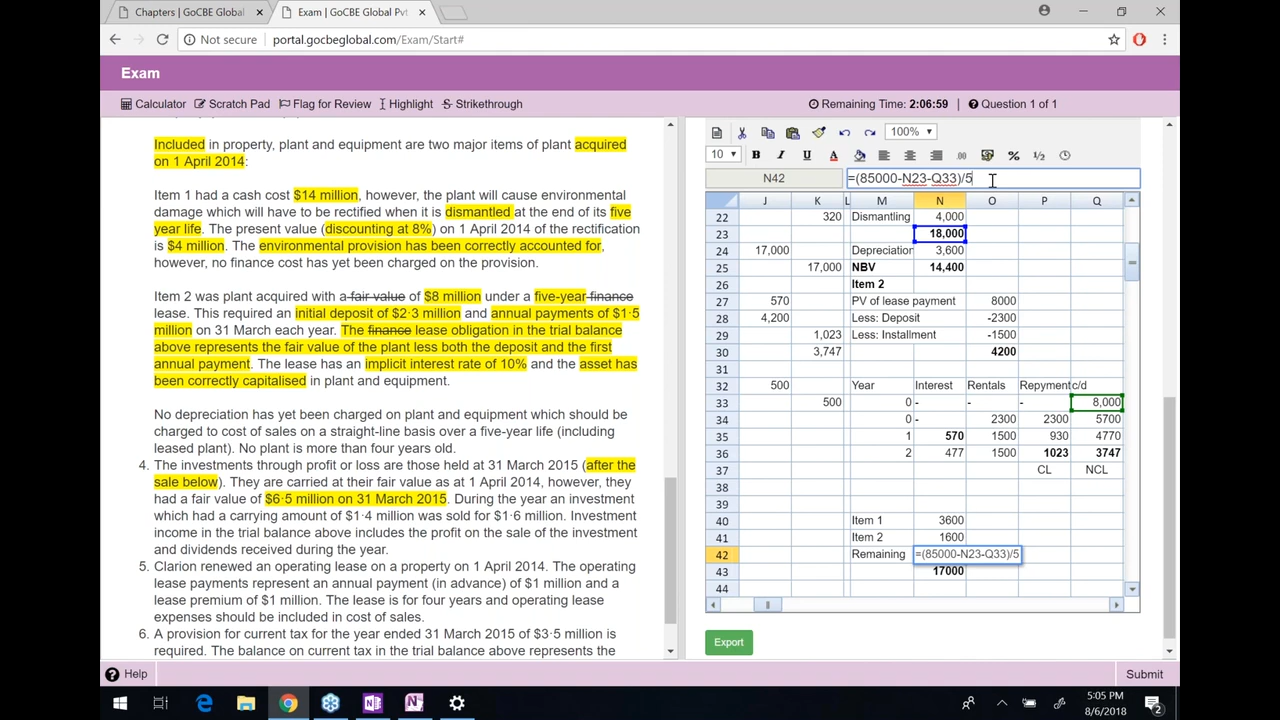 Chapters | GoCBE Global
Exam | GoCBE Global Pvt
Not secure
portal.gocbeglobal.com/Exam/Start#
Exam
Calculator
Scratch Pad
Flag for Review
Highlight
Strikethrough
Remaining Time: 2:06:59
Question 1 of 1
Included in property, plant and equipment are two major items of plant acquired
on 1 April 2014:
Item 1 had a cash cost $14 million, however, the plant will cause environmental
damage which will have to be rectified when it is dismantled at the end of its five
year life. The present value (discounting at 8%) on 1 April 2014 of the rectification
is $4 million. The environmental provision has been correctly accounted for,
however, no finance cost has yet been charged on the provision.
Item 2 was plant acquired with a fair value of $8 million under a five-year finance
lease. This required an initial deposit of $2·3 million and annual payments of $1·5
million on 31 March each year. The finance lease obligation in the trial balance
above represents the fair value of the plant less both the deposit and the first
annual payment. The lease has an implicit interest rate of 10% and the asset has
been correctly capitalised in plant and equipment.
No depreciation has yet been charged on plant and equipment which should be
charged to cost of sales on a straight-line basis over a five-year life (including
leased plant). No plant is more than four years old.
4. The investments through profit or loss are those held at 31 March 2015 (after the
sale below). They are carried at their fair value as at 1 April 2014, however, they
had a fair value of $6·5 million on 31 March 2015. During the year an investment
which had a carrying amount of $1·4 million was sold for $1·6 million. Investment
income in the trial balance above includes the profit on the sale of the investment
and dividends received during the year.
5. Clarion renewed an operating lease on a property on 1 April 2014. The operating
lease payments represent an annual payment (in advance) of $1 million and a
lease premium of $1 million. The lease is for four years and operating lease
expenses should be included in cost of sales.
6. A provision for current tax for the year ended 31 March 2015 of $3·5 million is
required. The balance on current tax in the trial balance above represents the
100%
10 B I U A .00 % ½
N42 =(85000-N23-Q33)/5
J K L M N O P Q
22 320 Dismantling 4,000
23 18,000
24 17,000 Depreciation 3,600
25 17,000 NBV 14,400
26 Item 2
27 570 PV of lease payment 8000
28 4,200 Less: Deposit -2300
29 1,023 Less: Installment -1500
30 3,747 4200
31
32 500 Year Interest Rentals Repyment c/d
33 500 0 - - - 8,000
34 0 - 2300 2300 5700
35 1 570 1500 930 4770
36 2 477 1500 1023 3747
37 CL NCL
38
39
40 Item 1 3600
41 Item 2 1600
42 Remaining =(85000-N23-Q33)/5
43 17000
44
Export
Help
Submit
5:05 PM
8/6/2018
2